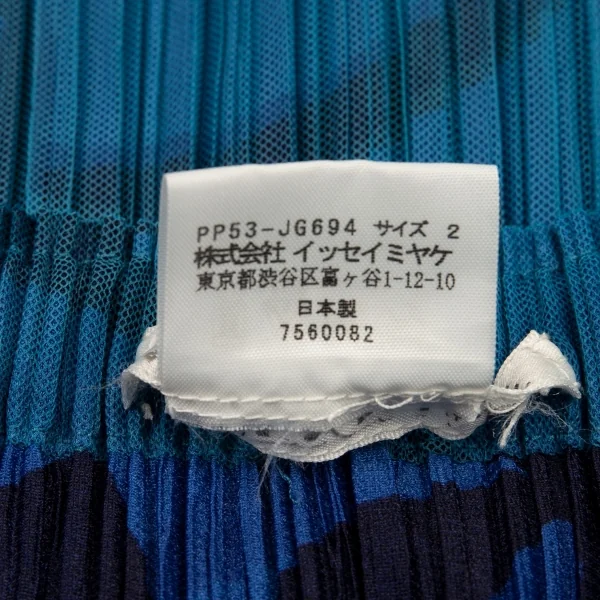 PP53-JG694 サイズ 2
株式会社 イッセイミヤケ
東京都渋谷区富ヶ谷1-12-10
日本製
7560082